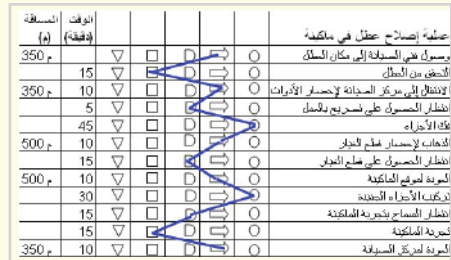 عملية إصلاح عطل في ماكينة الوقت (دقيقة) المسافة (م)
وصول فني الصيانة إلى مكان العطل 350 م
التحقق من العطل 15
الانتقال إلى مركز الصيانة لإحضار الأدوات 10 350 م
انتظار الحصول على تصريح بالعمل 5
فك الأجزاء 45
الذهاب لإحضار قطع الغيار 10 500 م
انتظار الحصول على قطع الغيار 15
العودة لموقع الماكينة 10 500 م
تركيب الأجزاء الجديدة 30
انتظار السماح بتجربة الماكينة 15
تجربة الماكينة 15
العودة لمركز الصيانة 10 350 م